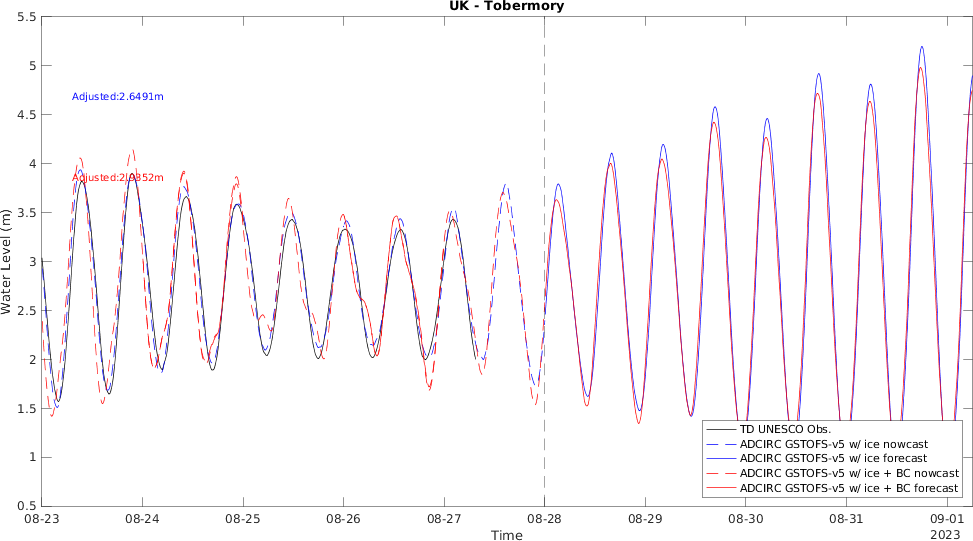 UK - Tobermory
5.5
5
4.5
4
3.5
3
2.5
2
1.5
1
0.5
Water Level (m)
Adjusted:2.6491m
TD UNESCO Obs.
ADCIRC GSTOFS-v5 w/ ice nowcast
ADCIRC GSTOFS-v5 w/ ice forecast
ADCIRC GSTOFS-v5 w/ ice + BC nowcast
ADCIRC GSTOFS-v5 w/ ice + BC forecast
08-23 08-24 08-25 08-26 08-27 08-28 08-29 08-30 08-31 09-01
2023
Time